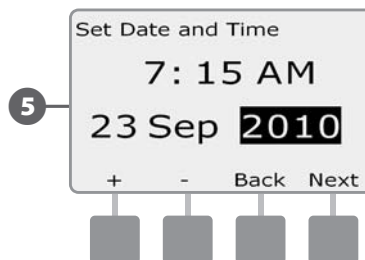 Set Date and Time
7: 15 AM
5
23 Sep 2010
+ - Back Next